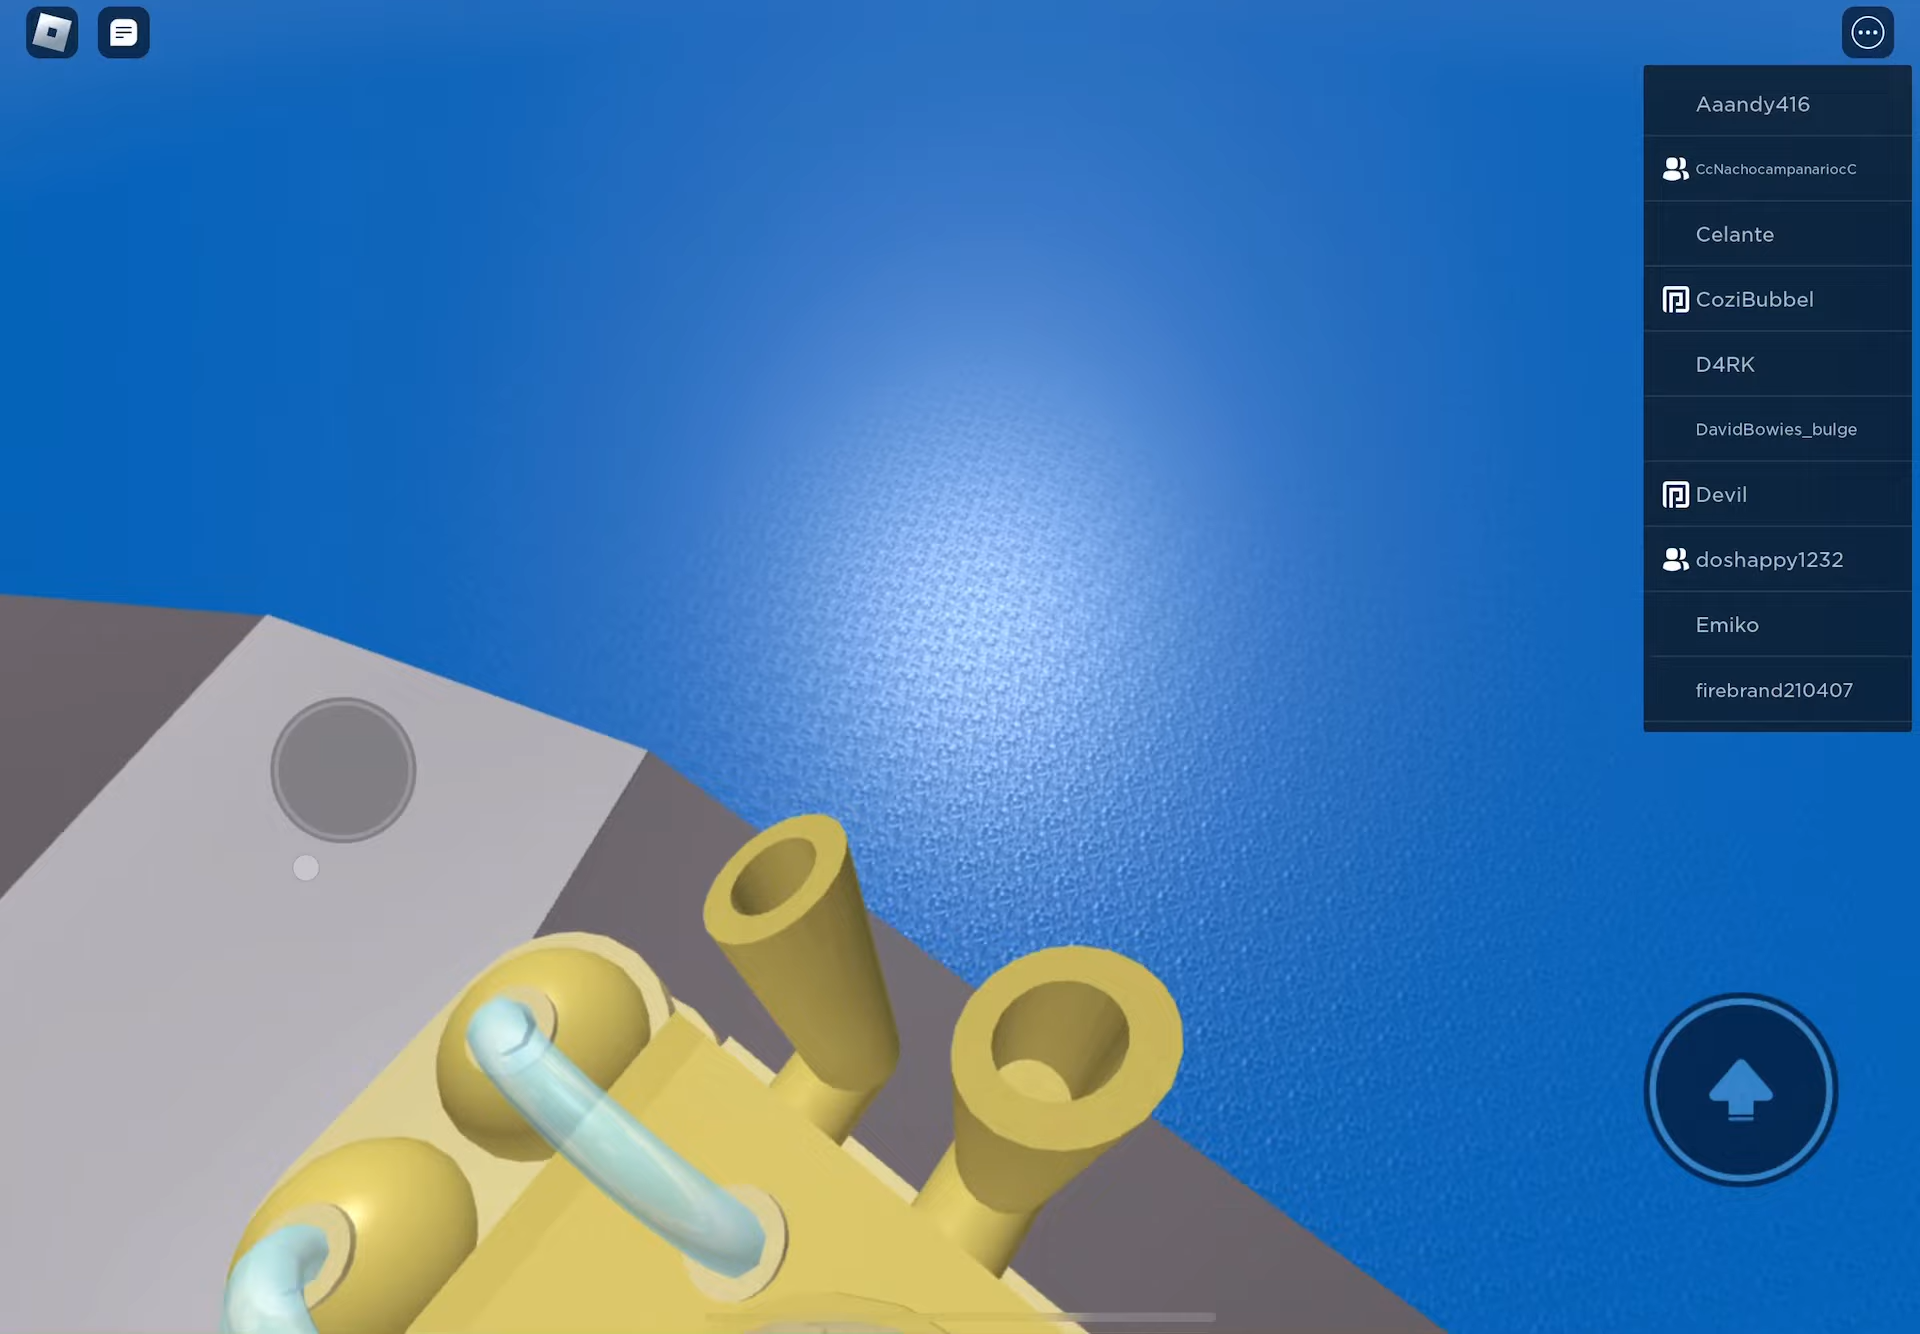 Aaandy416
CcNachocampanariocC
Celante
CoziBubbel
D4RK
DavidBowies_bulge
Devil
doshappy1232
Emiko
firebrand210407